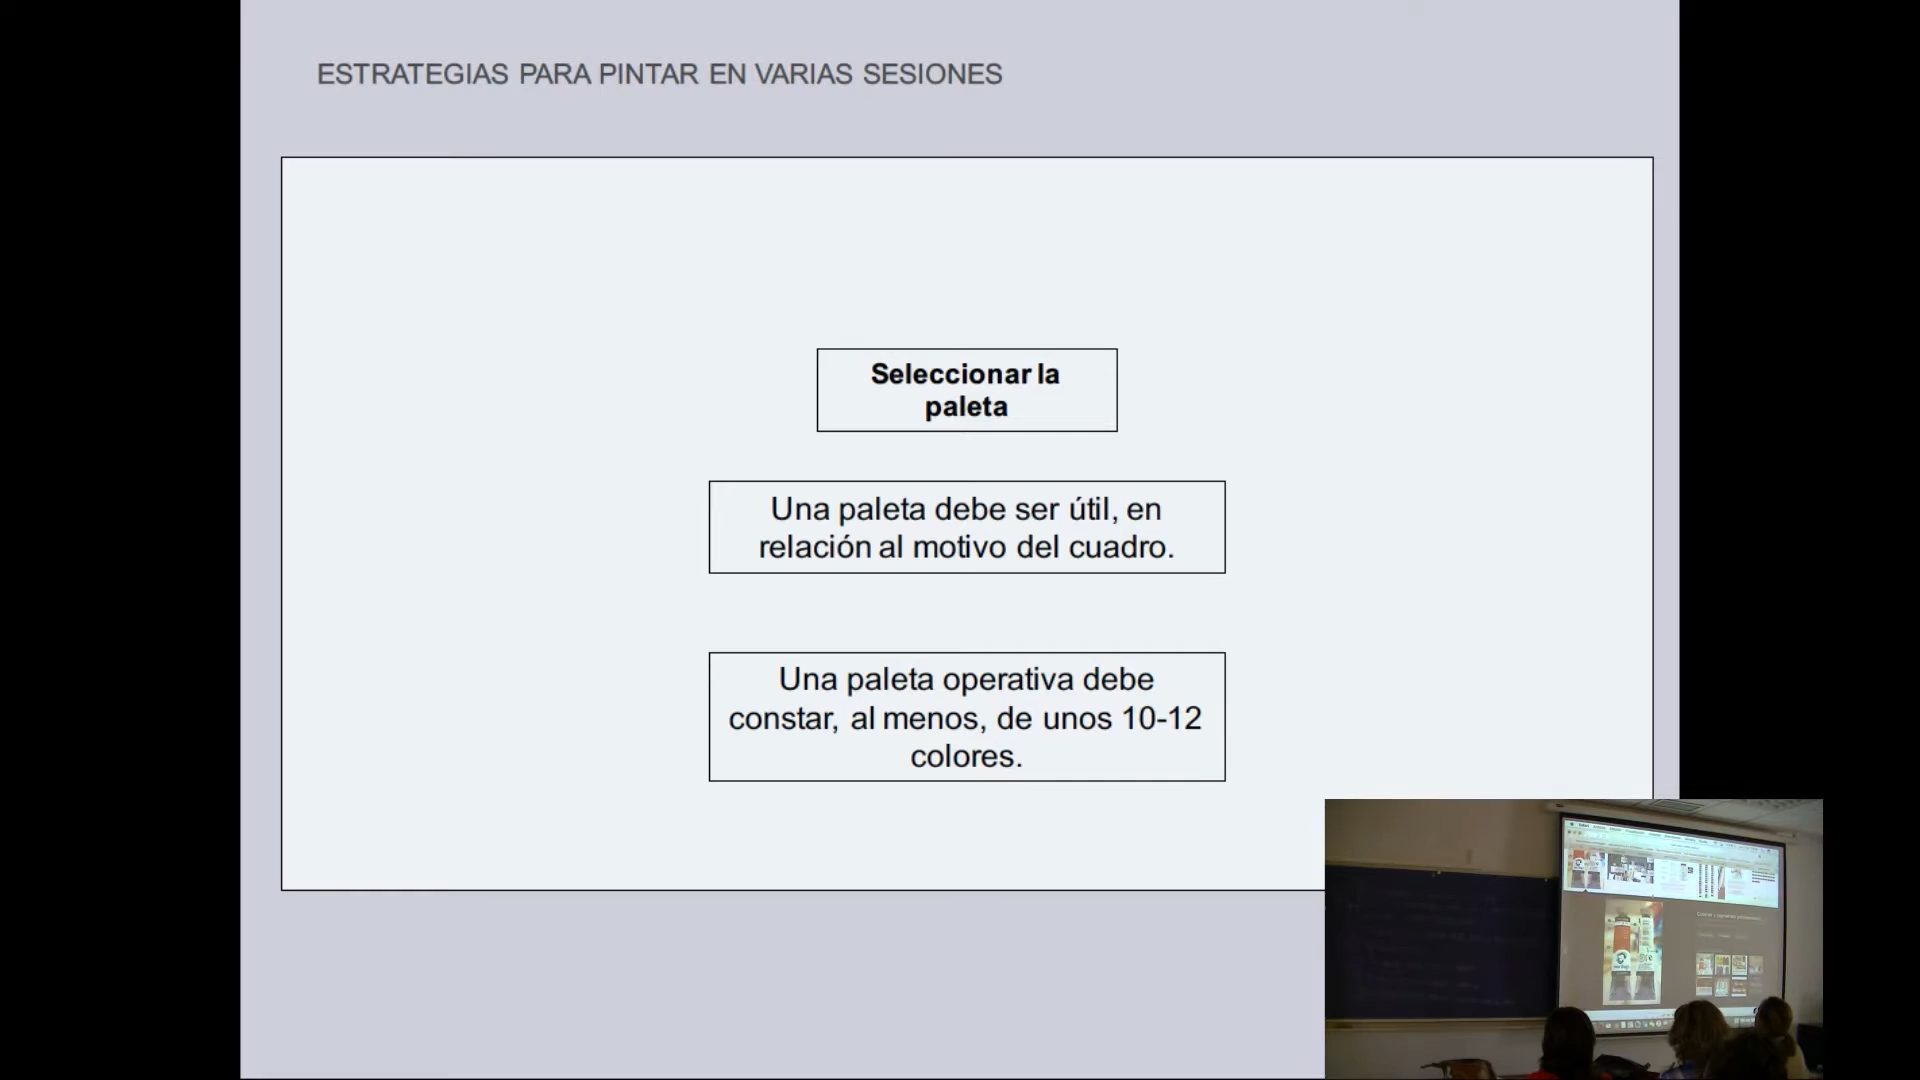 ESTRATEGIAS PARA PINTAR EN VARIAS SESIONES
Seleccionar la
paleta
Una paleta debe ser útil, en
relación al motivo del cuadro.
Una paleta operativa debe
constar, al menos, de unos 10-12
colores.